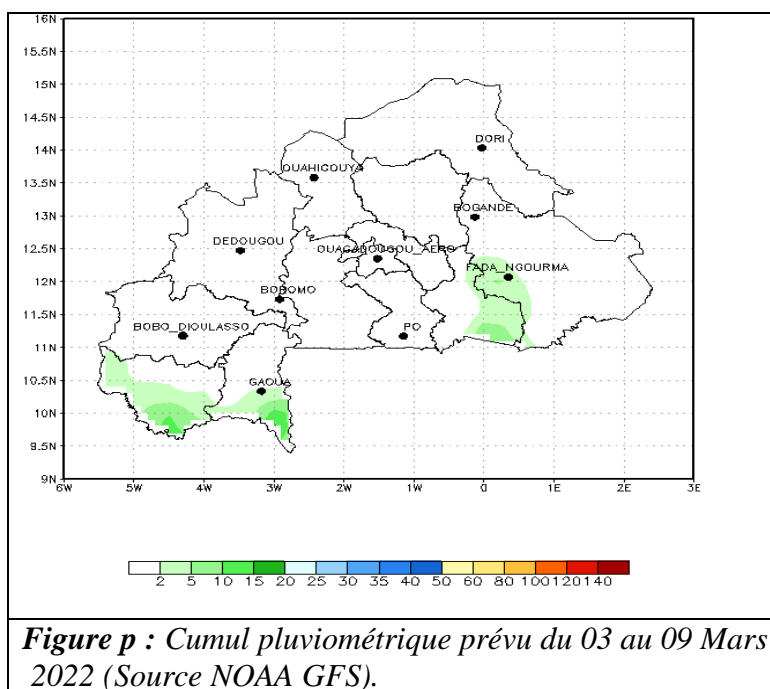 16N
15.5N
15N
14.5N
14N
13.5N
13N
12.5N
12N
11.5N
11N
10.5N
10N
9.5N
9N
DORI
OUAHIGOUYA
BOGANDE
DEDOUGOU
OUAGADOUGOU_AERO
FADA_NGOURMA
BOROMO
BOBO_DIOULASSO
PO
GAOUA
6W 5W 4W 3W 2W 1W 0 1E 2E 3E
2 5 10 15 20 25 30 35 40 50 60 80 100 120 140
Figure p : Cumul pluviométrique prévu du 03 au 09 Mars
2022 (Source NOAA GFS).